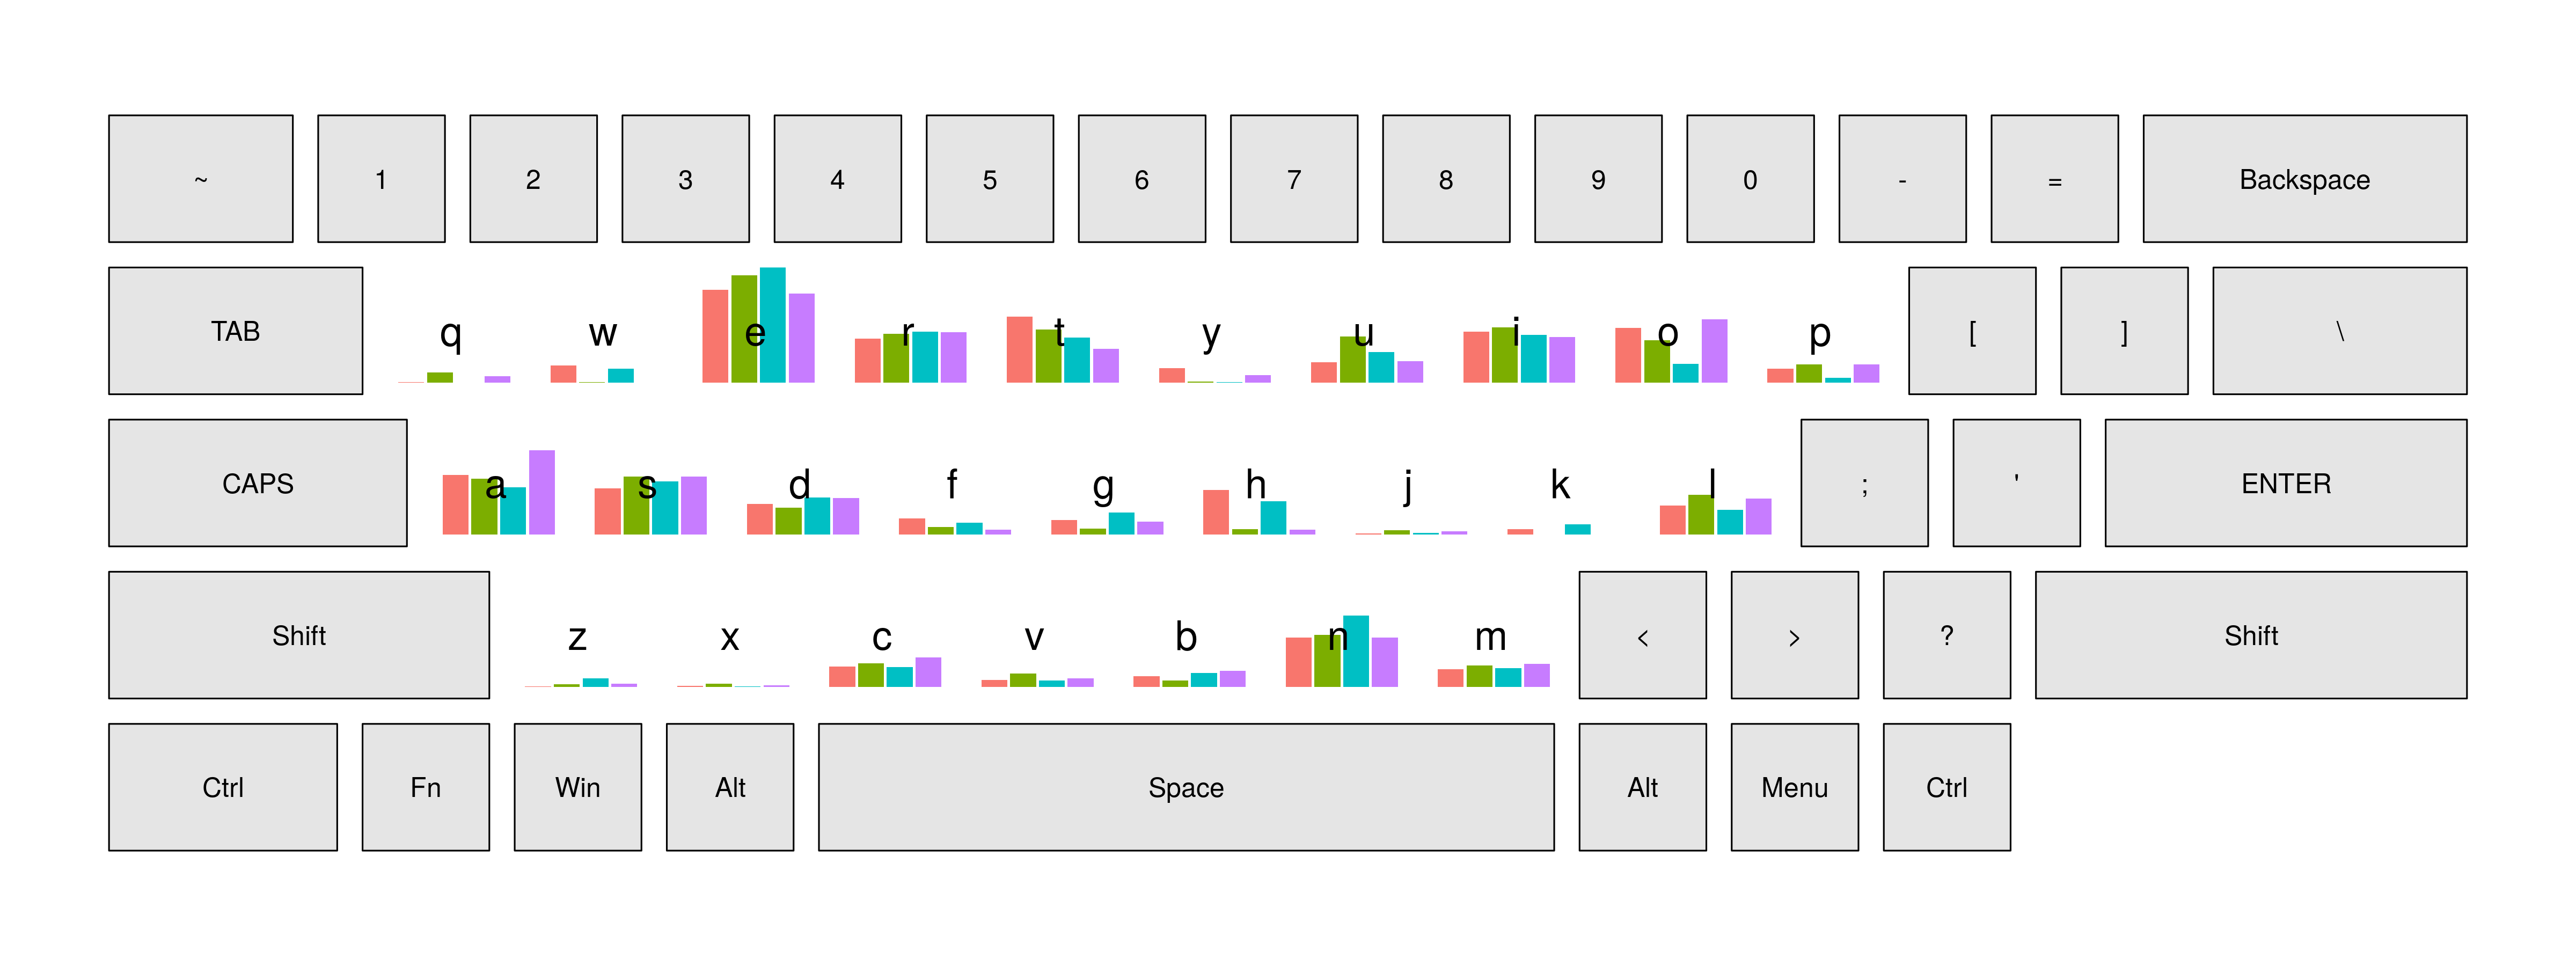 ~ 1 2 3 4 5 6 7 8 9 0 - = Backspace
TAB q w e r t y u i o p [ ] \
CAPS a s d f g h j k l ; ' ENTER
Shift z x c v b n m < > ? Shift
Ctrl Fn Win Alt Space Alt Menu Ctrl